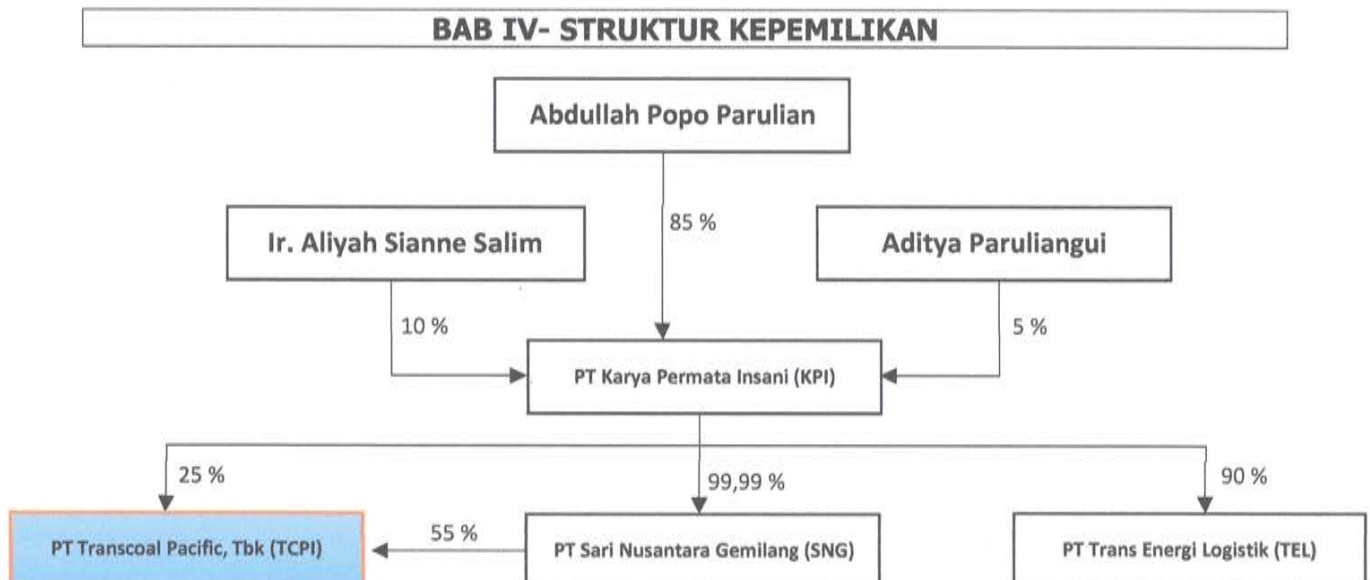 BAB IV- STRUKTUR KEPEMILIKAN
Abdullah Popo Parulian
85 %
Ir. Aliyah Sianne Salim
Aditya Paruliangui
10 %
5 %
PT Karya Permata Insani (KPI)
25 %
99,99 %
90 %
PT Transcoal Pacific, Tbk (TCPI)
55 %
PT Sari Nusantara Gemilang (SNG)
PT Trans Energi Logistik (TEL)